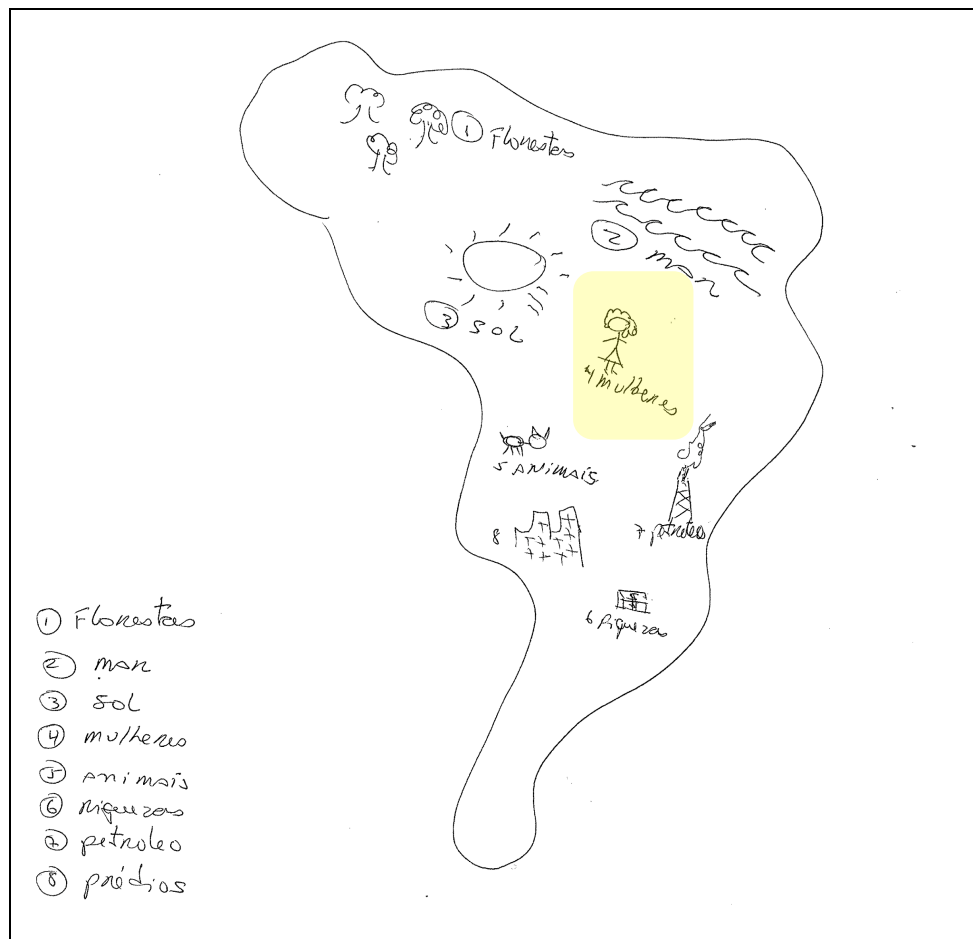 ① Florestas
② mar
③ SOL
4 mulheres
5 ANiMAiS
7 petroleo
8
6 Riquezas
① Florestas
② mar
③ SOL
④ mulheres
⑤ ANiMAiS
⑥ Riquezas
⑦ petroleo
⑧ prédios